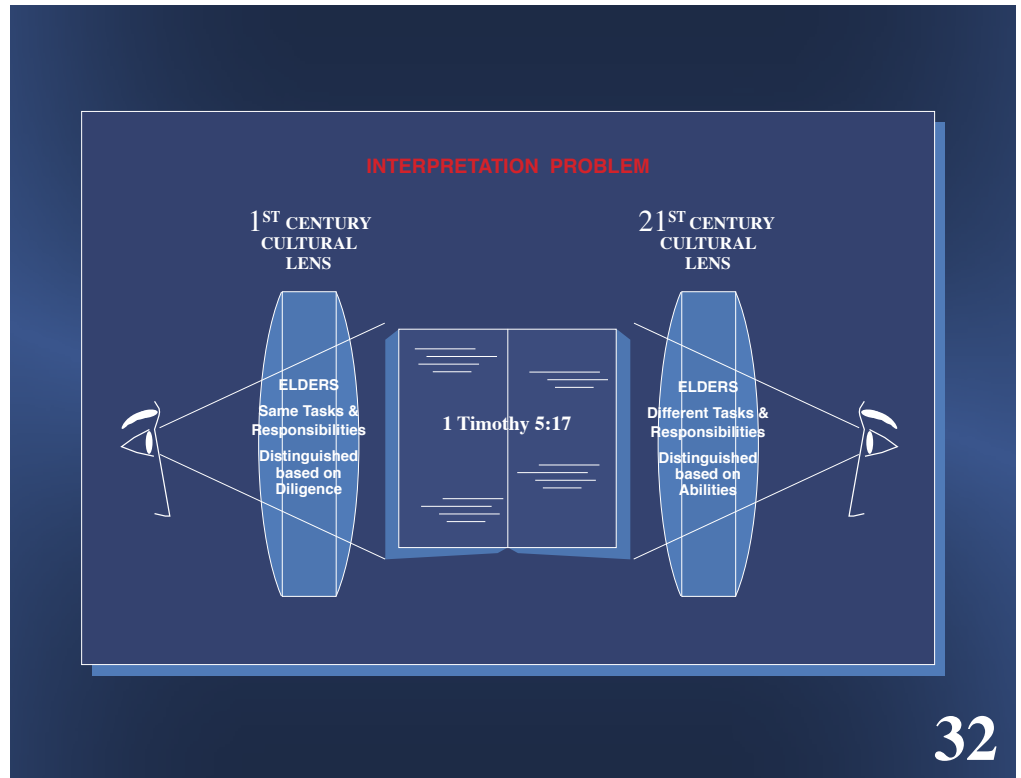 INTERPRETATION PROBLEM
1ST CENTURY
CULTURAL
LENS
ELDERS
Same Tasks &
Responsibilities
Distinguished
based on
Diligence
1 Timothy 5:17
21ST CENTURY
CULTURAL
LENS
ELDERS
Different Tasks &
Responsibilities
Distinguished
based on
Abilities
32